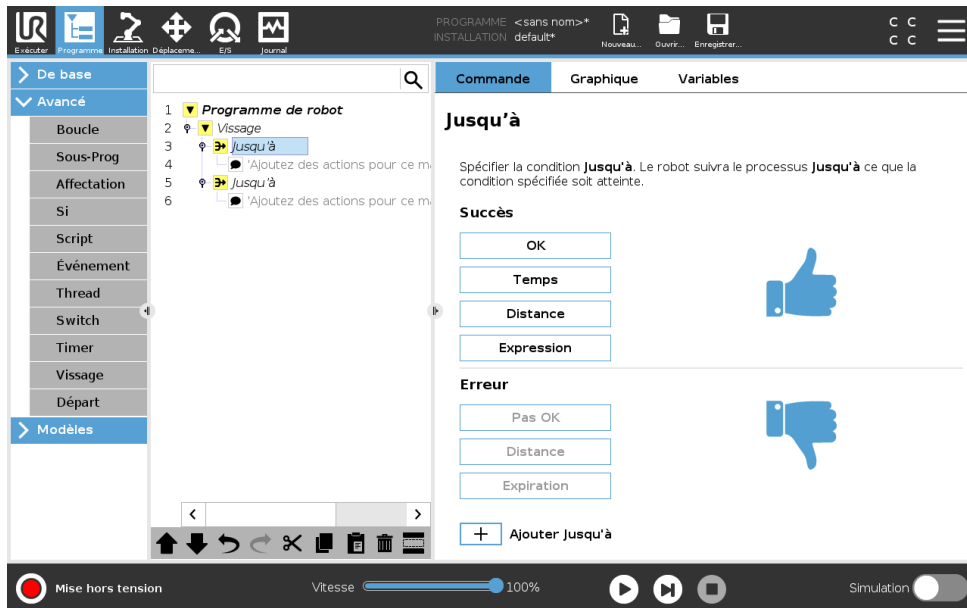 PROGRAMME <sans nom>*
INSTALLATION default*
Exécuter Programme Installation Déplaceme... E/S Journal Nouveau... Ouvrir... Enregistrer...
C C
C C
De base
Avancé
Boucle
Sous-Prog
Affectation
Si
Script
Événement
Thread
Switch
Timer
Vissage
Départ
Modèles
1 Programme de robot
2 Vissage
3 Jusqu'à
4 'Ajoutez des actions pour ce m
5 Jusqu'à
6 'Ajoutez des actions pour ce m
Commande Graphique Variables
Jusqu'à
Spécifier la condition Jusqu'à. Le robot suivra le processus Jusqu'à ce que la
condition spécifiée soit atteinte.
Succès
OK
Temps
Distance
Expression
Erreur
Pas OK
Distance
Expiration
Ajouter Jusqu'à
Mise hors tension Vitesse 100% Simulation